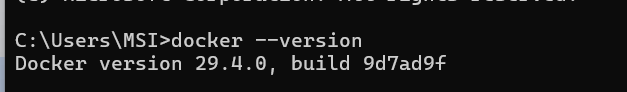 C:\Users\MSI>docker --version
Docker version 29.4.0, build 9d7ad9f